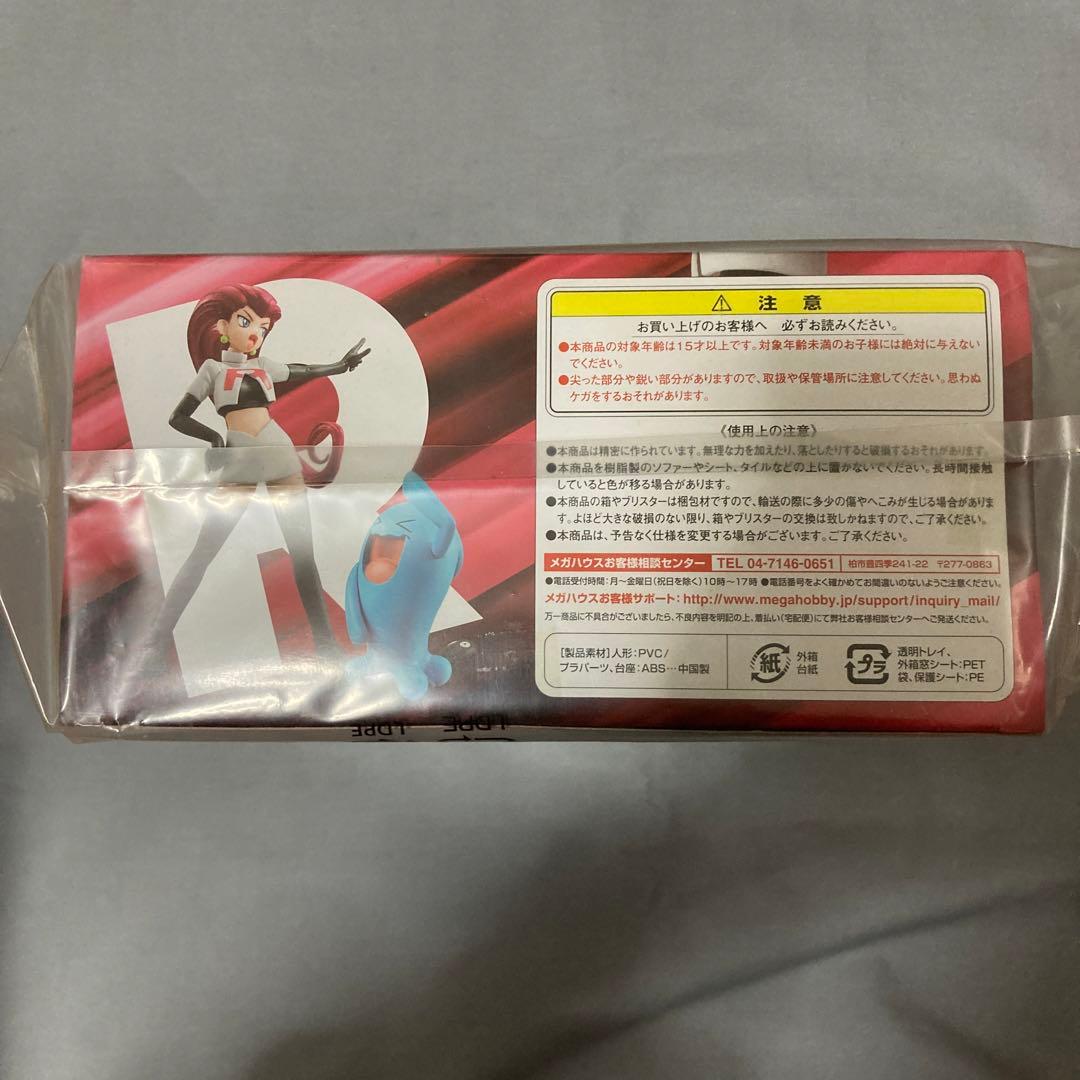 R
R
⚠ 注意
お買い上げのお客様へ 必ずお読みください。
●本商品の対象年齢は15才以上です。対象年齢未満のお子様には絶対に与えない
でください。
●尖った部分や鋭い部分がありますので、取扱や保管場所に注意してください。思わぬ
ケガをするおそれがあります。
《使用上の注意》
●本商品は精密に作られています。無理な力を加えたり、落としたりすると破損するおそれがあります。
●本商品を樹脂製のソファーやシート、タイルなどの上に置かないでください。長時間接触
していると色が移る場合があります。
●本商品の箱やブリスターは梱包材ですので、輸送の際に多少の傷やへこみが生じる場合がありま
す。よほど大きな破損のない限り、箱やブリスターの交換は致しかねますので、ご了承ください。
●本商品は、予告なく仕様を変更する場合がございます。ご了承ください。
メガハウスお客様相談センター TEL 04-7146-0651 柏市豊四季241-22 〒277-0863
●電話受付時間:月〜金曜日(祝日を除く)10時〜17時 ●電話番号をよく確かめてお間違いのないようご注意ください。
メガハウスお客様サポート: http://www.megahobby.jp/support/inquiry_mail/
万一商品に不具合がございましたら、不良内容を明記の上、着払い(宅配便)にて弊社お客様相談センターへご発送ください。
[製品素材]人形:PVC/
プラパーツ、台座:ABS…中国製
紙 外箱
台紙
プラ 透明トレイ、
外箱窓シート:PET
袋、保護シート:PE
LDPE
LDPE